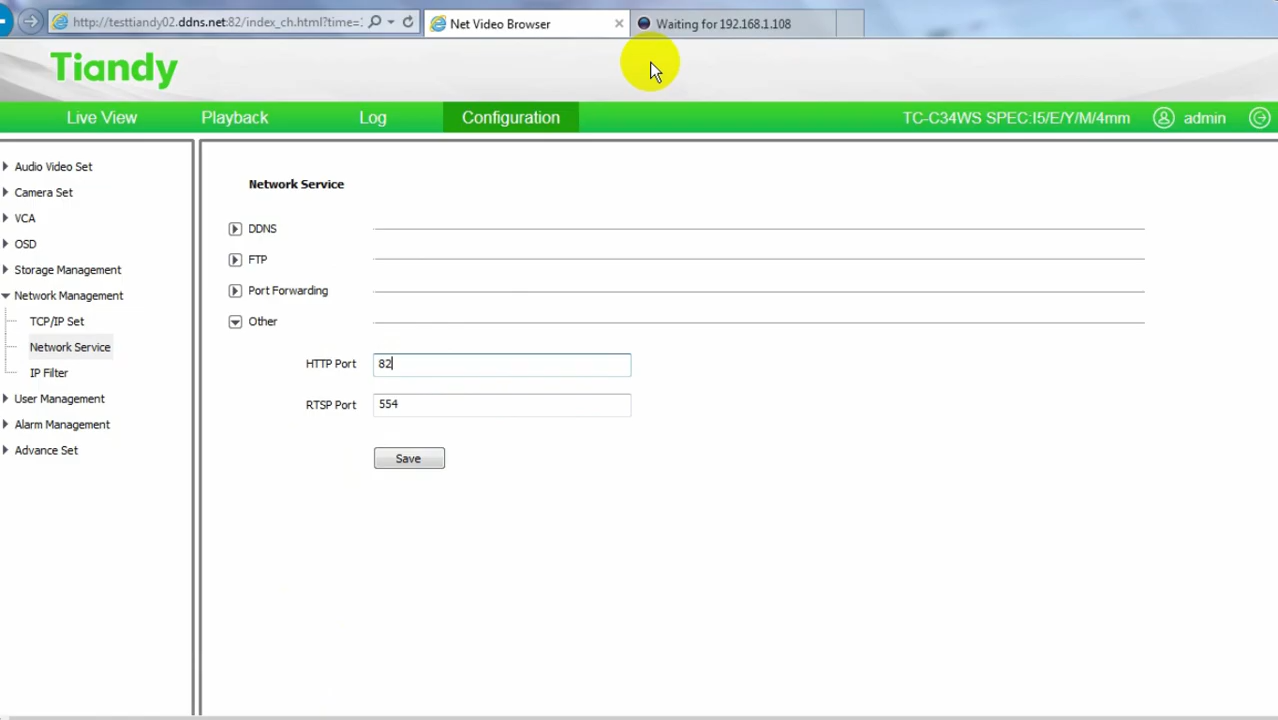 http://testtiandy02.ddns.net:82/index_ch.html?time=: Net Video Browser Waiting for 192.168.1.108
Tiandy
Live View Playback Log Configuration TC-C34WS SPEC:I5/E/Y/M/4mm admin
Audio Video Set
Camera Set
VCA
OSD
Storage Management
Network Management
TCP/IP Set
Network Service
IP Filter
User Management
Alarm Management
Advance Set
Network Service
DDNS
FTP
Port Forwarding
Other
HTTP Port 82
RTSP Port 554
Save